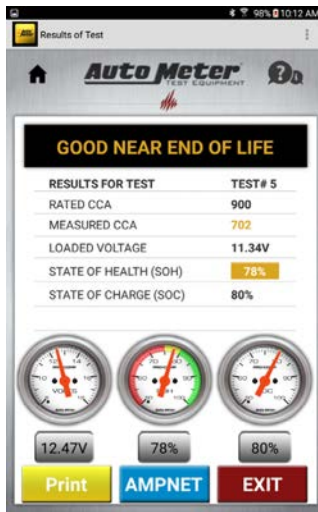 98% 10:12 AM
Results of Test
Auto Meter
TEST EQUIPMENT
GOOD NEAR END OF LIFE
RESULTS FOR TEST TEST# 5
RATED CCA 900
MEASURED CCA 702
LOADED VOLTAGE 11.34V
STATE OF HEALTH (SOH) 78%
STATE OF CHARGE (SOC) 80%
VOLTS
12.47V 78% 80%
Print AMPNET EXIT